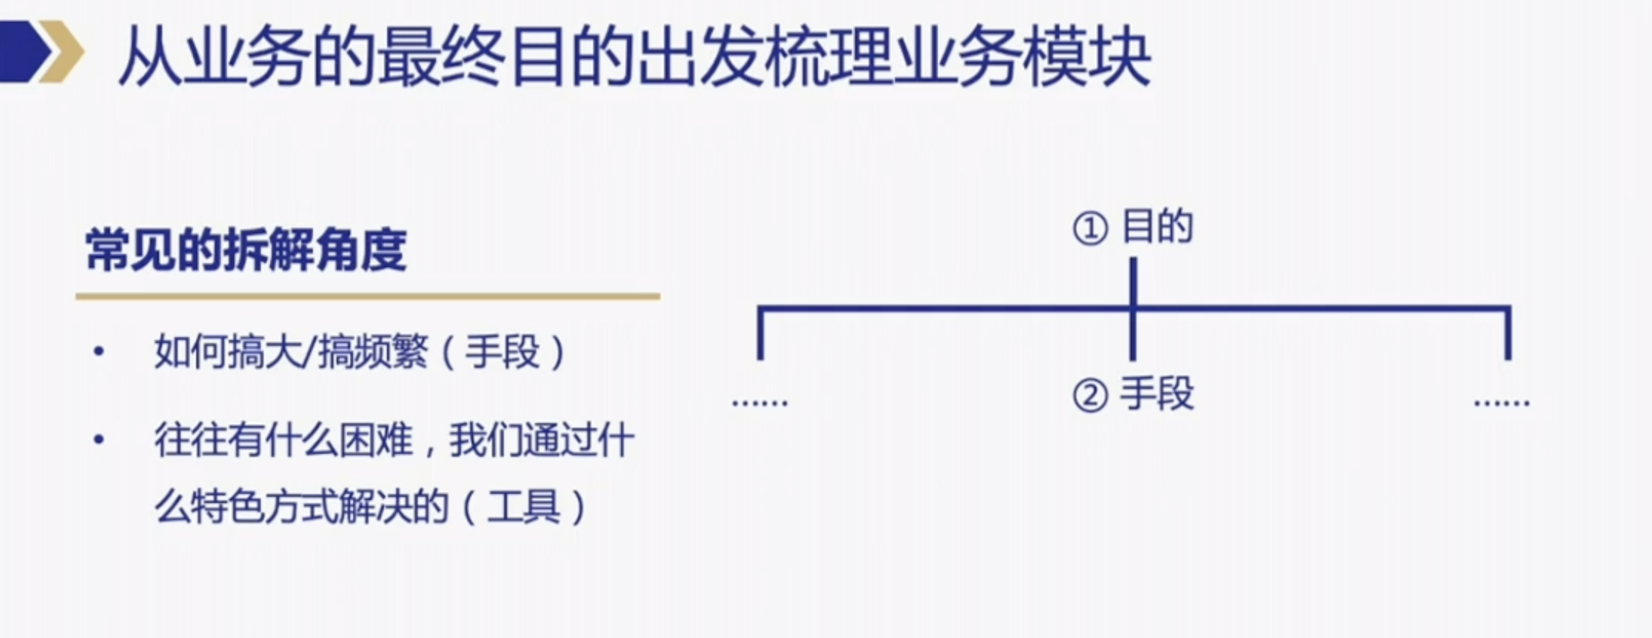 从业务的最终目的出发梳理业务模块
常见的拆解角度
• 如何搞大/搞频繁（手段）
• 往往有什么困难，我们通过什
么特色方式解决的（工具）
① 目的
…… ② 手段 ……